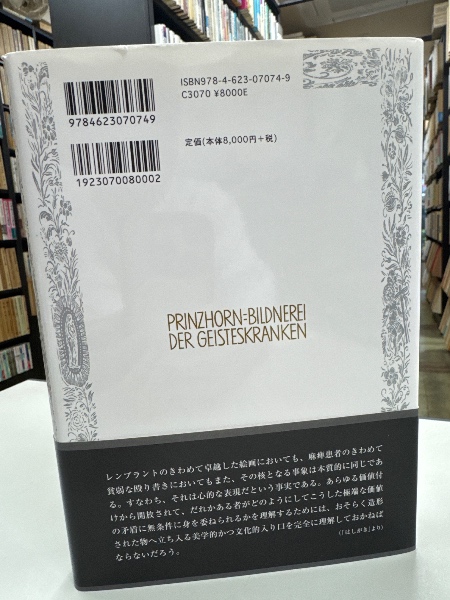 ISBN978-4-623-07074-9
C3070 ¥8000E
9784623070749
定価(本体8,000円+税)
1923070080002
PRINZHORN-BILDNEREI
DER GEISTESKRANKEN
レンブラントのきわめて卓越した絵画においても、麻痺患者のきわめて
貧弱な殴り書きにおいてもまた、その核となる事象は本質的に同じであ
る。すなわち、それは心的な表現だという事実である。あらゆる価値付
けから開放されて、だれかある者がどのようにしてこうした極端な価値
の矛盾に無条件に身を委ねられるかを理解するためには、おそらく造形
された物へ立ち入る美学的かつ文化的入り口を完全に理解しておかねば
ならないだろう。
(「はしがき」より)